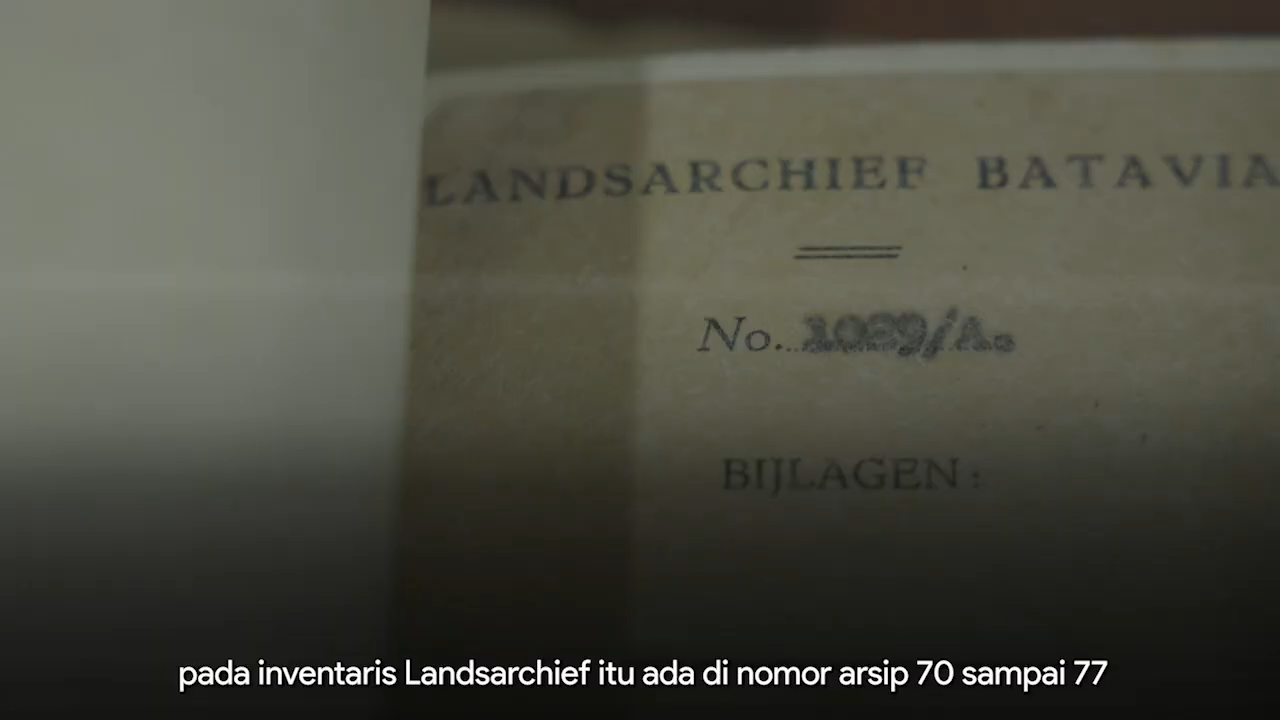 LANDSARCHIEF BATAVIA
No.
BIJLAGEN:
pada inventaris Landsarchief itu ada di nomor arsip 70 sampai 77